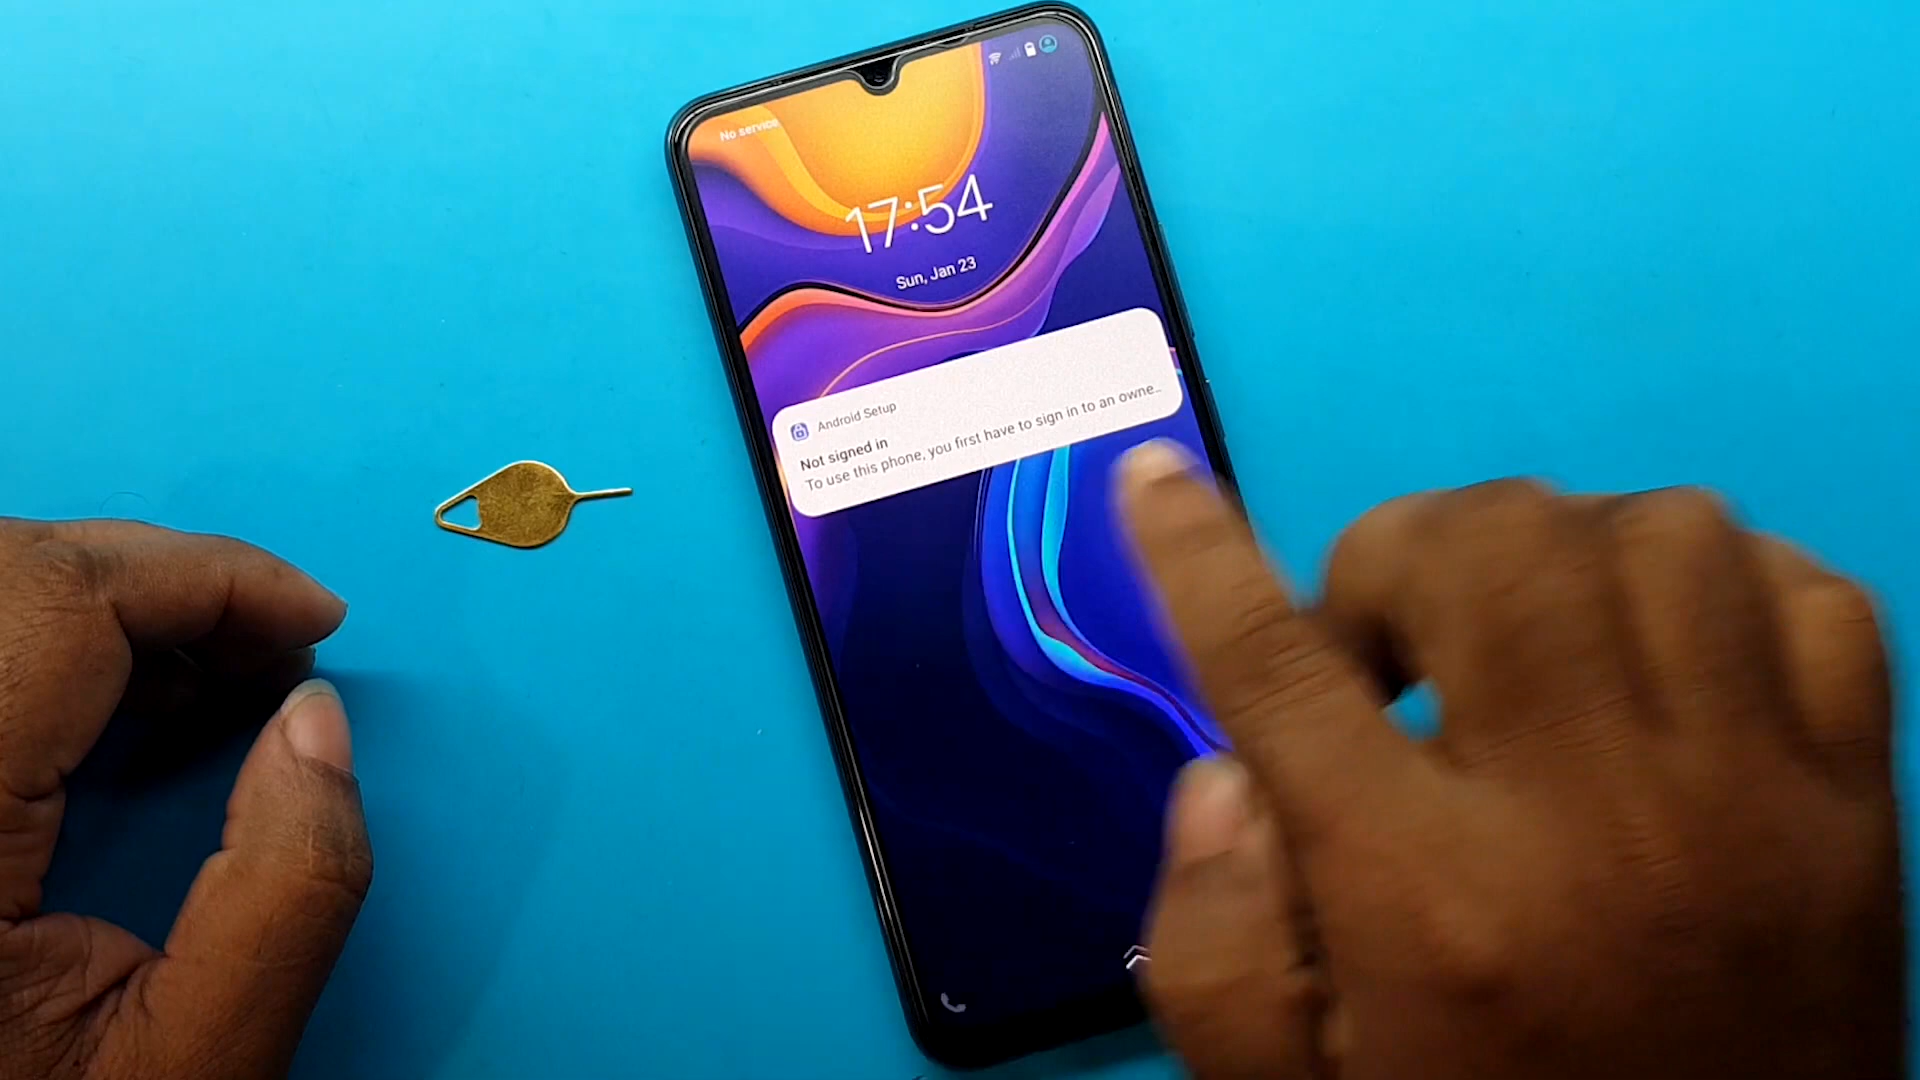 No service
17:54
Sun, Jan 23
Android Setup
Not signed in
To use this phone, you first have to sign in to an owne...